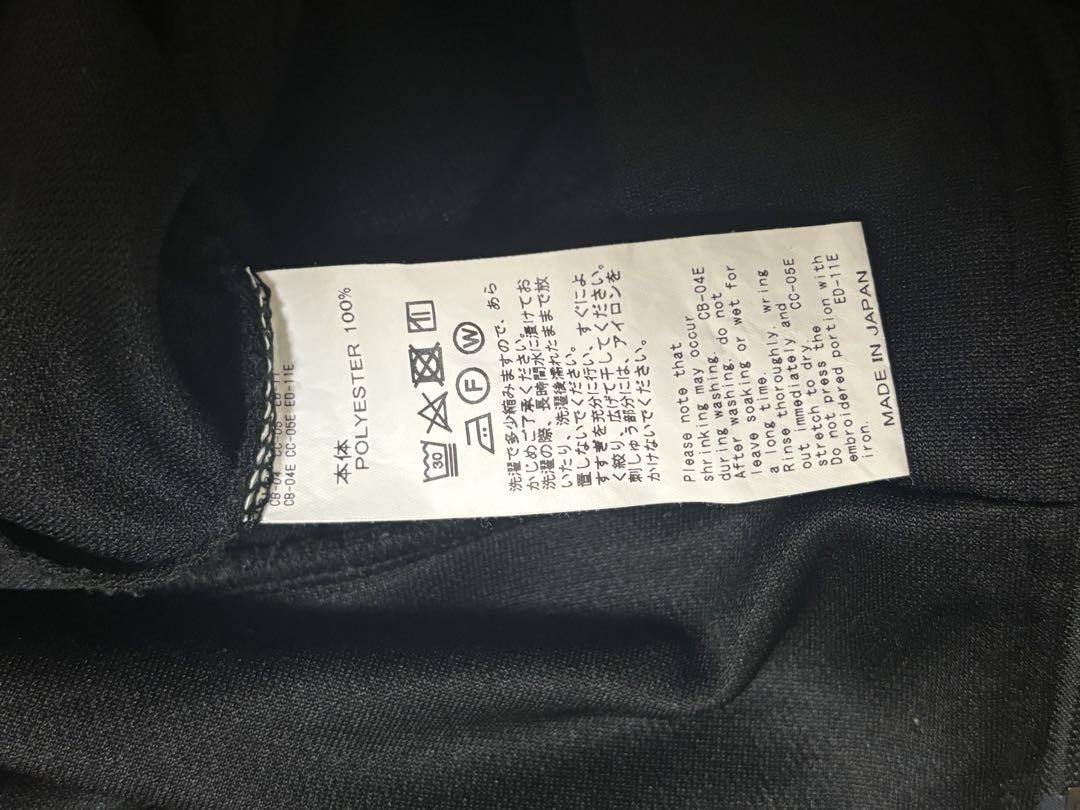 CB-04E CC-05E ED-11E
本体
POLYESTER 100%
30
F
W
洗濯で多少縮みますので、あら
かじめご了承ください。
洗濯の際、長時間水に漬けてお
いたり、洗濯後濡れたままで放
置しないでください。
すすぎを充分に行い、すぐによ
く絞り、広げて干してください。
刺しゅう部分には、アイロンを
かけないでください。
Please note that
shrinking may occur
during washing. CB-04E
After washing, do not
leave soaking or wet for
a long time.
Rinse thoroughly, wring
out immediately and
stretch to dry. CC-05E
Do not press the
embroidered portion with
iron. ED-11E
MADE IN JAPAN